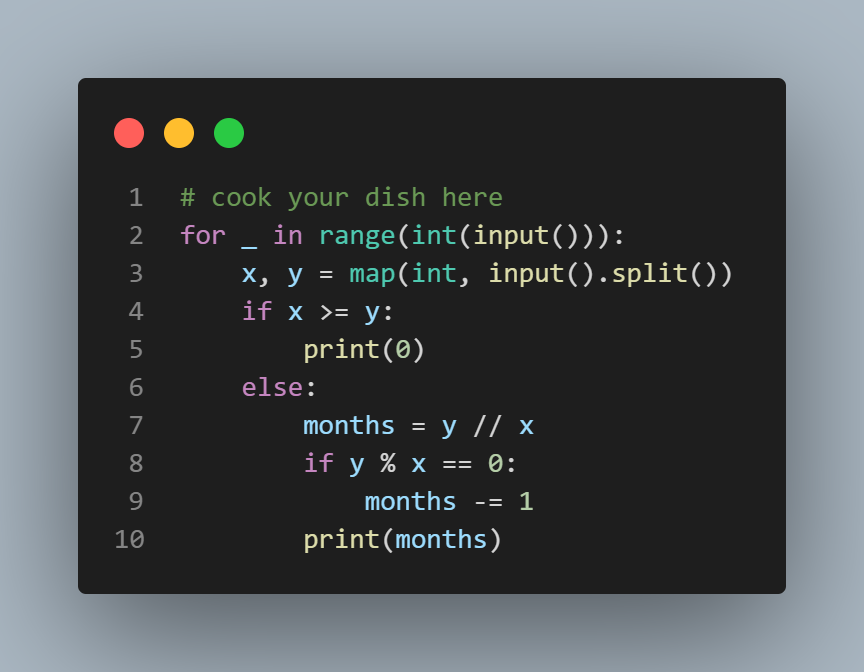 1 # cook your dish here
2 for _ in range(int(input())):
3     x, y = map(int, input().split())
4     if x >= y:
5         print(0)
6     else:
7         months = y // x
8         if y % x == 0:
9             months -= 1
10         print(months)